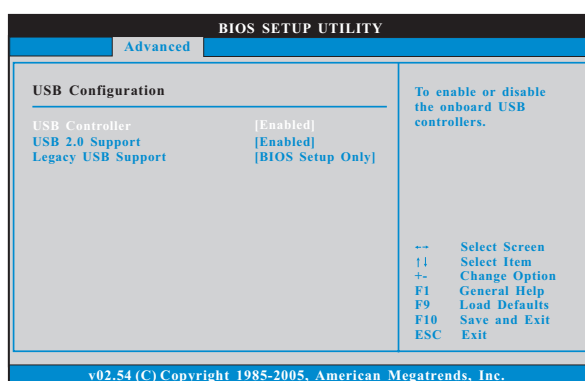 BIOS SETUP UTILITY
Advanced
USB Configuration
USB Controller [Enabled]
USB 2.0 Support [Enabled]
Legacy USB Support [BIOS Setup Only]
To enable or disable
the onboard USB
controllers.
←→ Select Screen
↑↓ Select Item
+- Change Option
F1 General Help
F9 Load Defaults
F10 Save and Exit
ESC Exit
v02.54 (C) Copyright 1985-2005, American Megatrends, Inc.